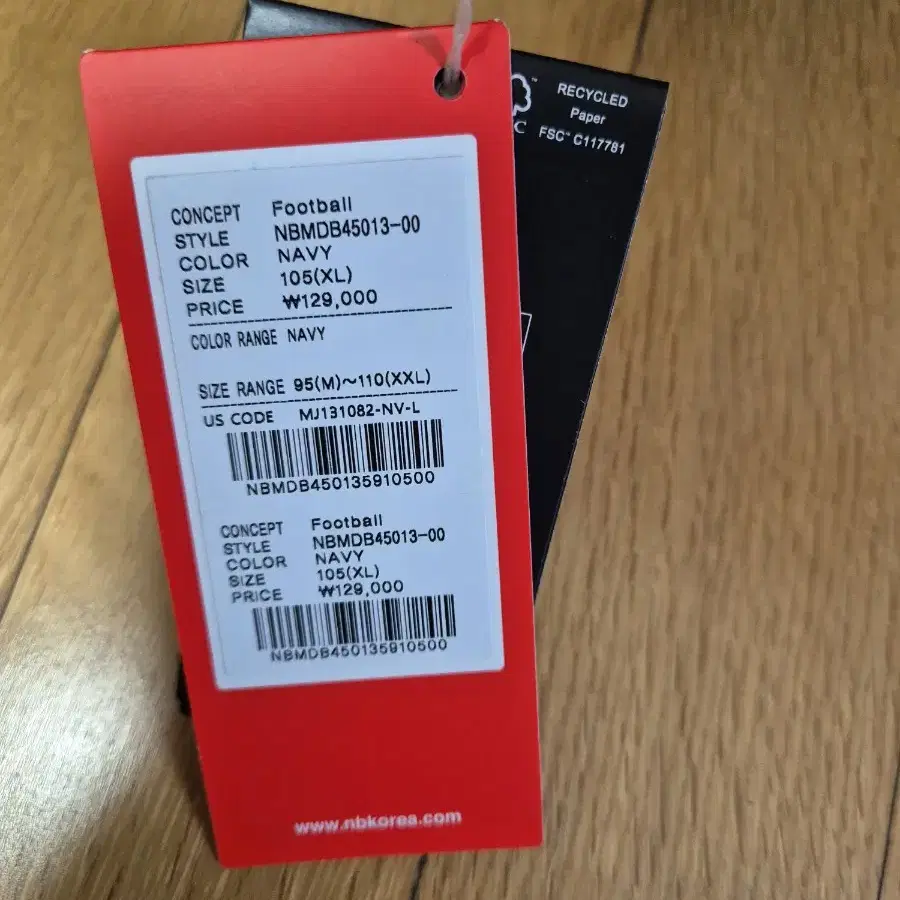 RECYCLED
Paper
FSC™ C117781
CONCEPT Football
STYLE NBMDB45013-00
COLOR NAVY
SIZE 105(XL)
PRICE ₩129,000
COLOR RANGE NAVY
SIZE RANGE 95(M)~110(XXL)
US CODE MJ131082-NV-L
NBMDB450135910500
CONCEPT Football
STYLE NBMDB45013-00
COLOR NAVY
SIZE 105(XL)
PRICE ₩129,000
NBMDB450135910500
www.nbkorea.com